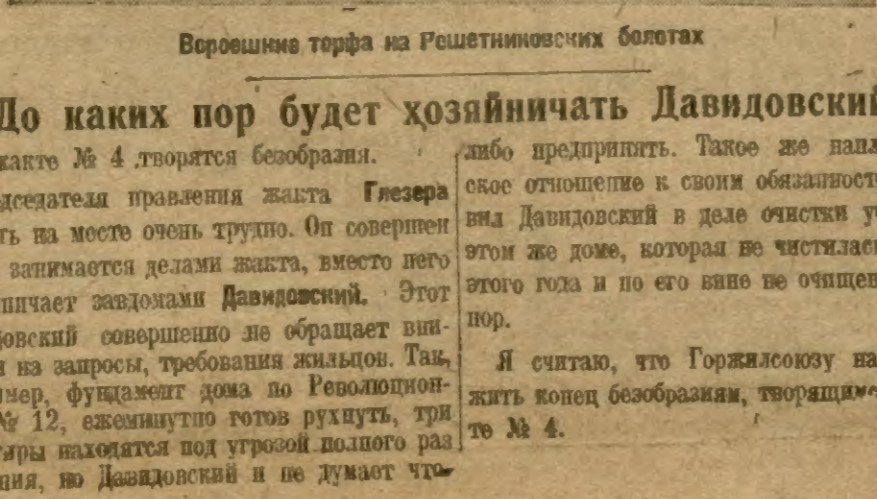 Ворошние торфа на Решетниковских болотах
До каких пор будет хозяйничать Давидовский
жакте № 4 творятся безобразия.
дседателя правления жакта Глезера
ть на месте очень трудно. Он совершен
занимается делами жакта, вместо него
йничает завдомами Давидовский. Этот
довский совершенно не обращает вни-
я на запросы, требования жильцов. Так,
имер, фундамент дома по Революцион-
№ 12, ежеминутно готов рухнуть, три
тиры находятся под угрозой полного раз
ния, но Давидовский и не думает что-
либо предпринять. Такое же напл
ское отношение к своим обязанност
вил Давидовский в деле очистки у
этом же доме, которая не чистилас
этого года и по его вине не очищен
пор.
Я считаю, что Горжилсоюзу на
жить конец безобразиям, творящим
те № 4.